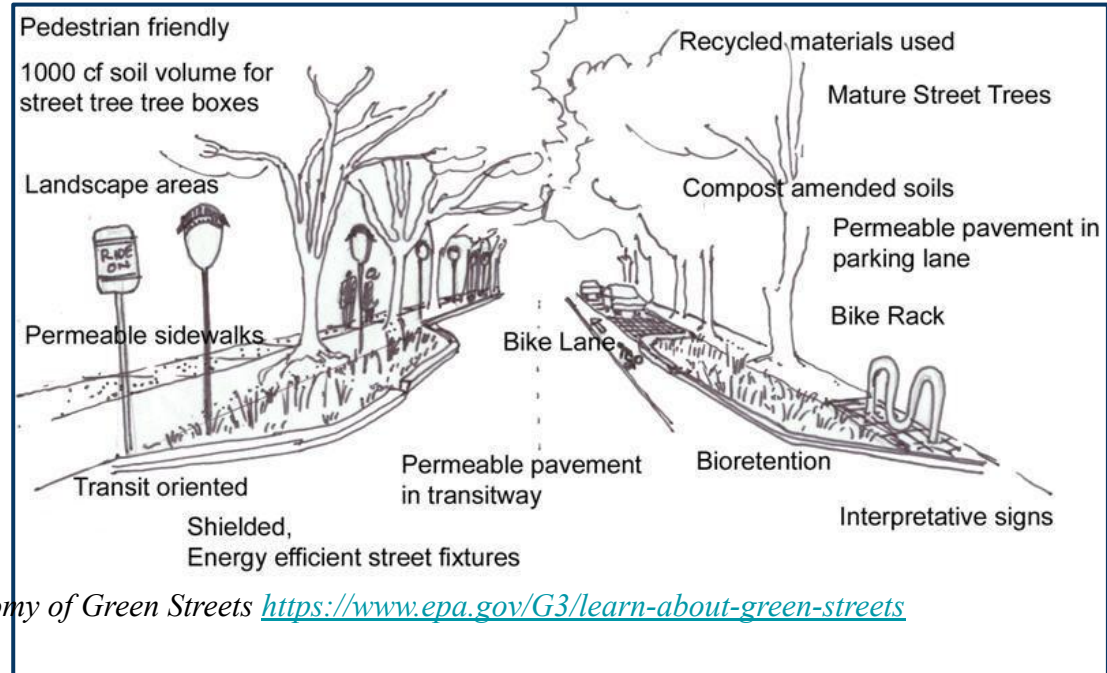 Pedestrian friendly
1000 cf soil volume for
street tree tree boxes
Landscape areas
RIDE
ON
Permeable sidewalks
Transit oriented
Shielded,
Energy efficient street fixtures
Permeable pavement
in transitway
Bike Lane
Recycled materials used
Mature Street Trees
Compost amended soils
Permeable pavement in
parking lane
Bike Rack
Bioretention
Interpretative signs
omy of Green Streets https://www.epa.gov/G3/learn-about-green-streets